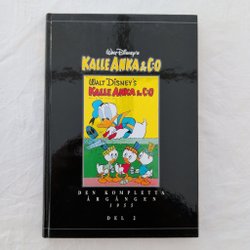 Walt Disney's
KALLE ANKA & C:O
WALT DISNEY'S
KALLE ANKA & C:O
DEN KOMPLETTA
ÅRGÅNGEN
1955
DEL 2